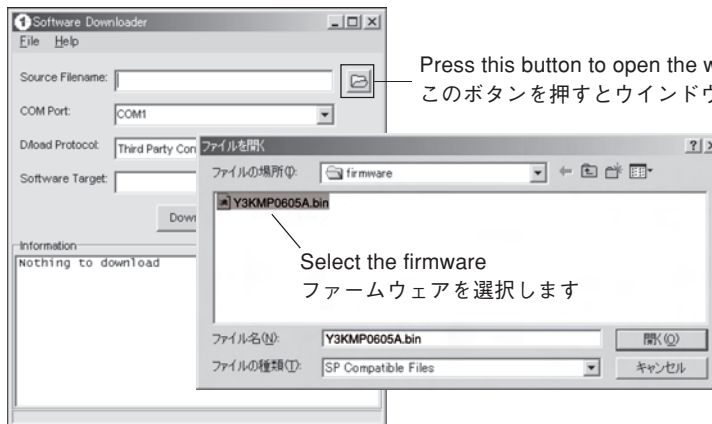 1 Software Downloader
File Help
Source Filename:
Press this button to open the w
このボタンを押すとウインドウ
COM Port: COM1
D/load Protocol: Third Party Con
Software Target:
Down
Information
Nothing to download
ファイルを開く
ファイルの場所(I): firmware
Y3KMP0605A.bin
Select the firmware
ファームウェアを選択します
ファイル名(N): Y3KMP0605A.bin 開く(O)
ファイルの種類(T): SP Compatible Files キャンセル